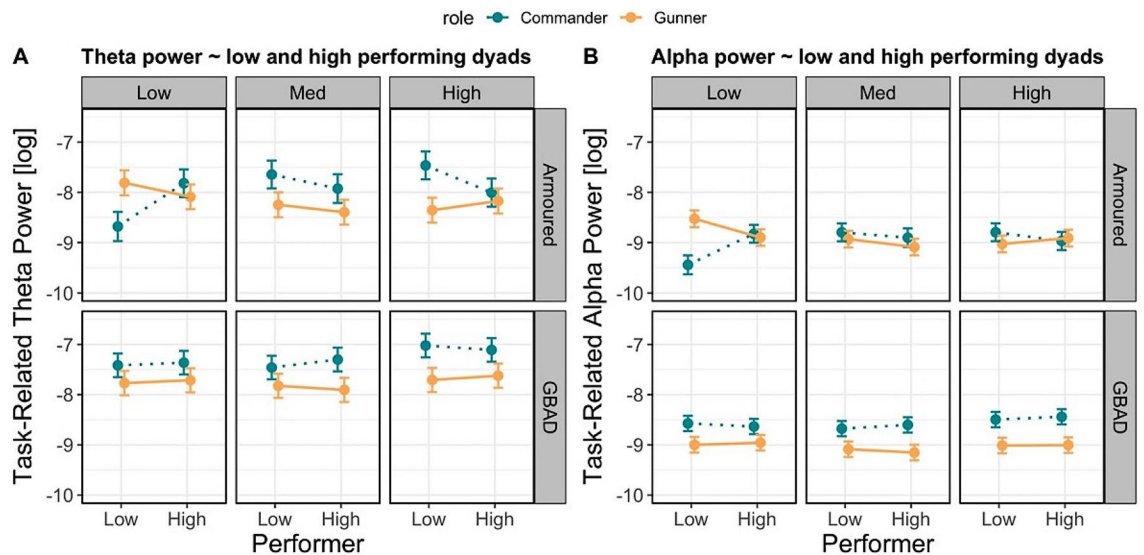 role Commander Gunner
A Theta power ~ low and high performing dyads
B Alpha power ~ low and high performing dyads
Task-Related Theta Power [log]
Low Med High
-7
-8
-9
-10
Armoured
-7
-8
-9
-10
GBAD
Low High Low High Low High
Performer
Task-Related Alpha Power [log]
Low Med High
-7
-8
-9
-10
Armoured
-7
-8
-9
-10
GBAD
Low High Low High Low High
Performer